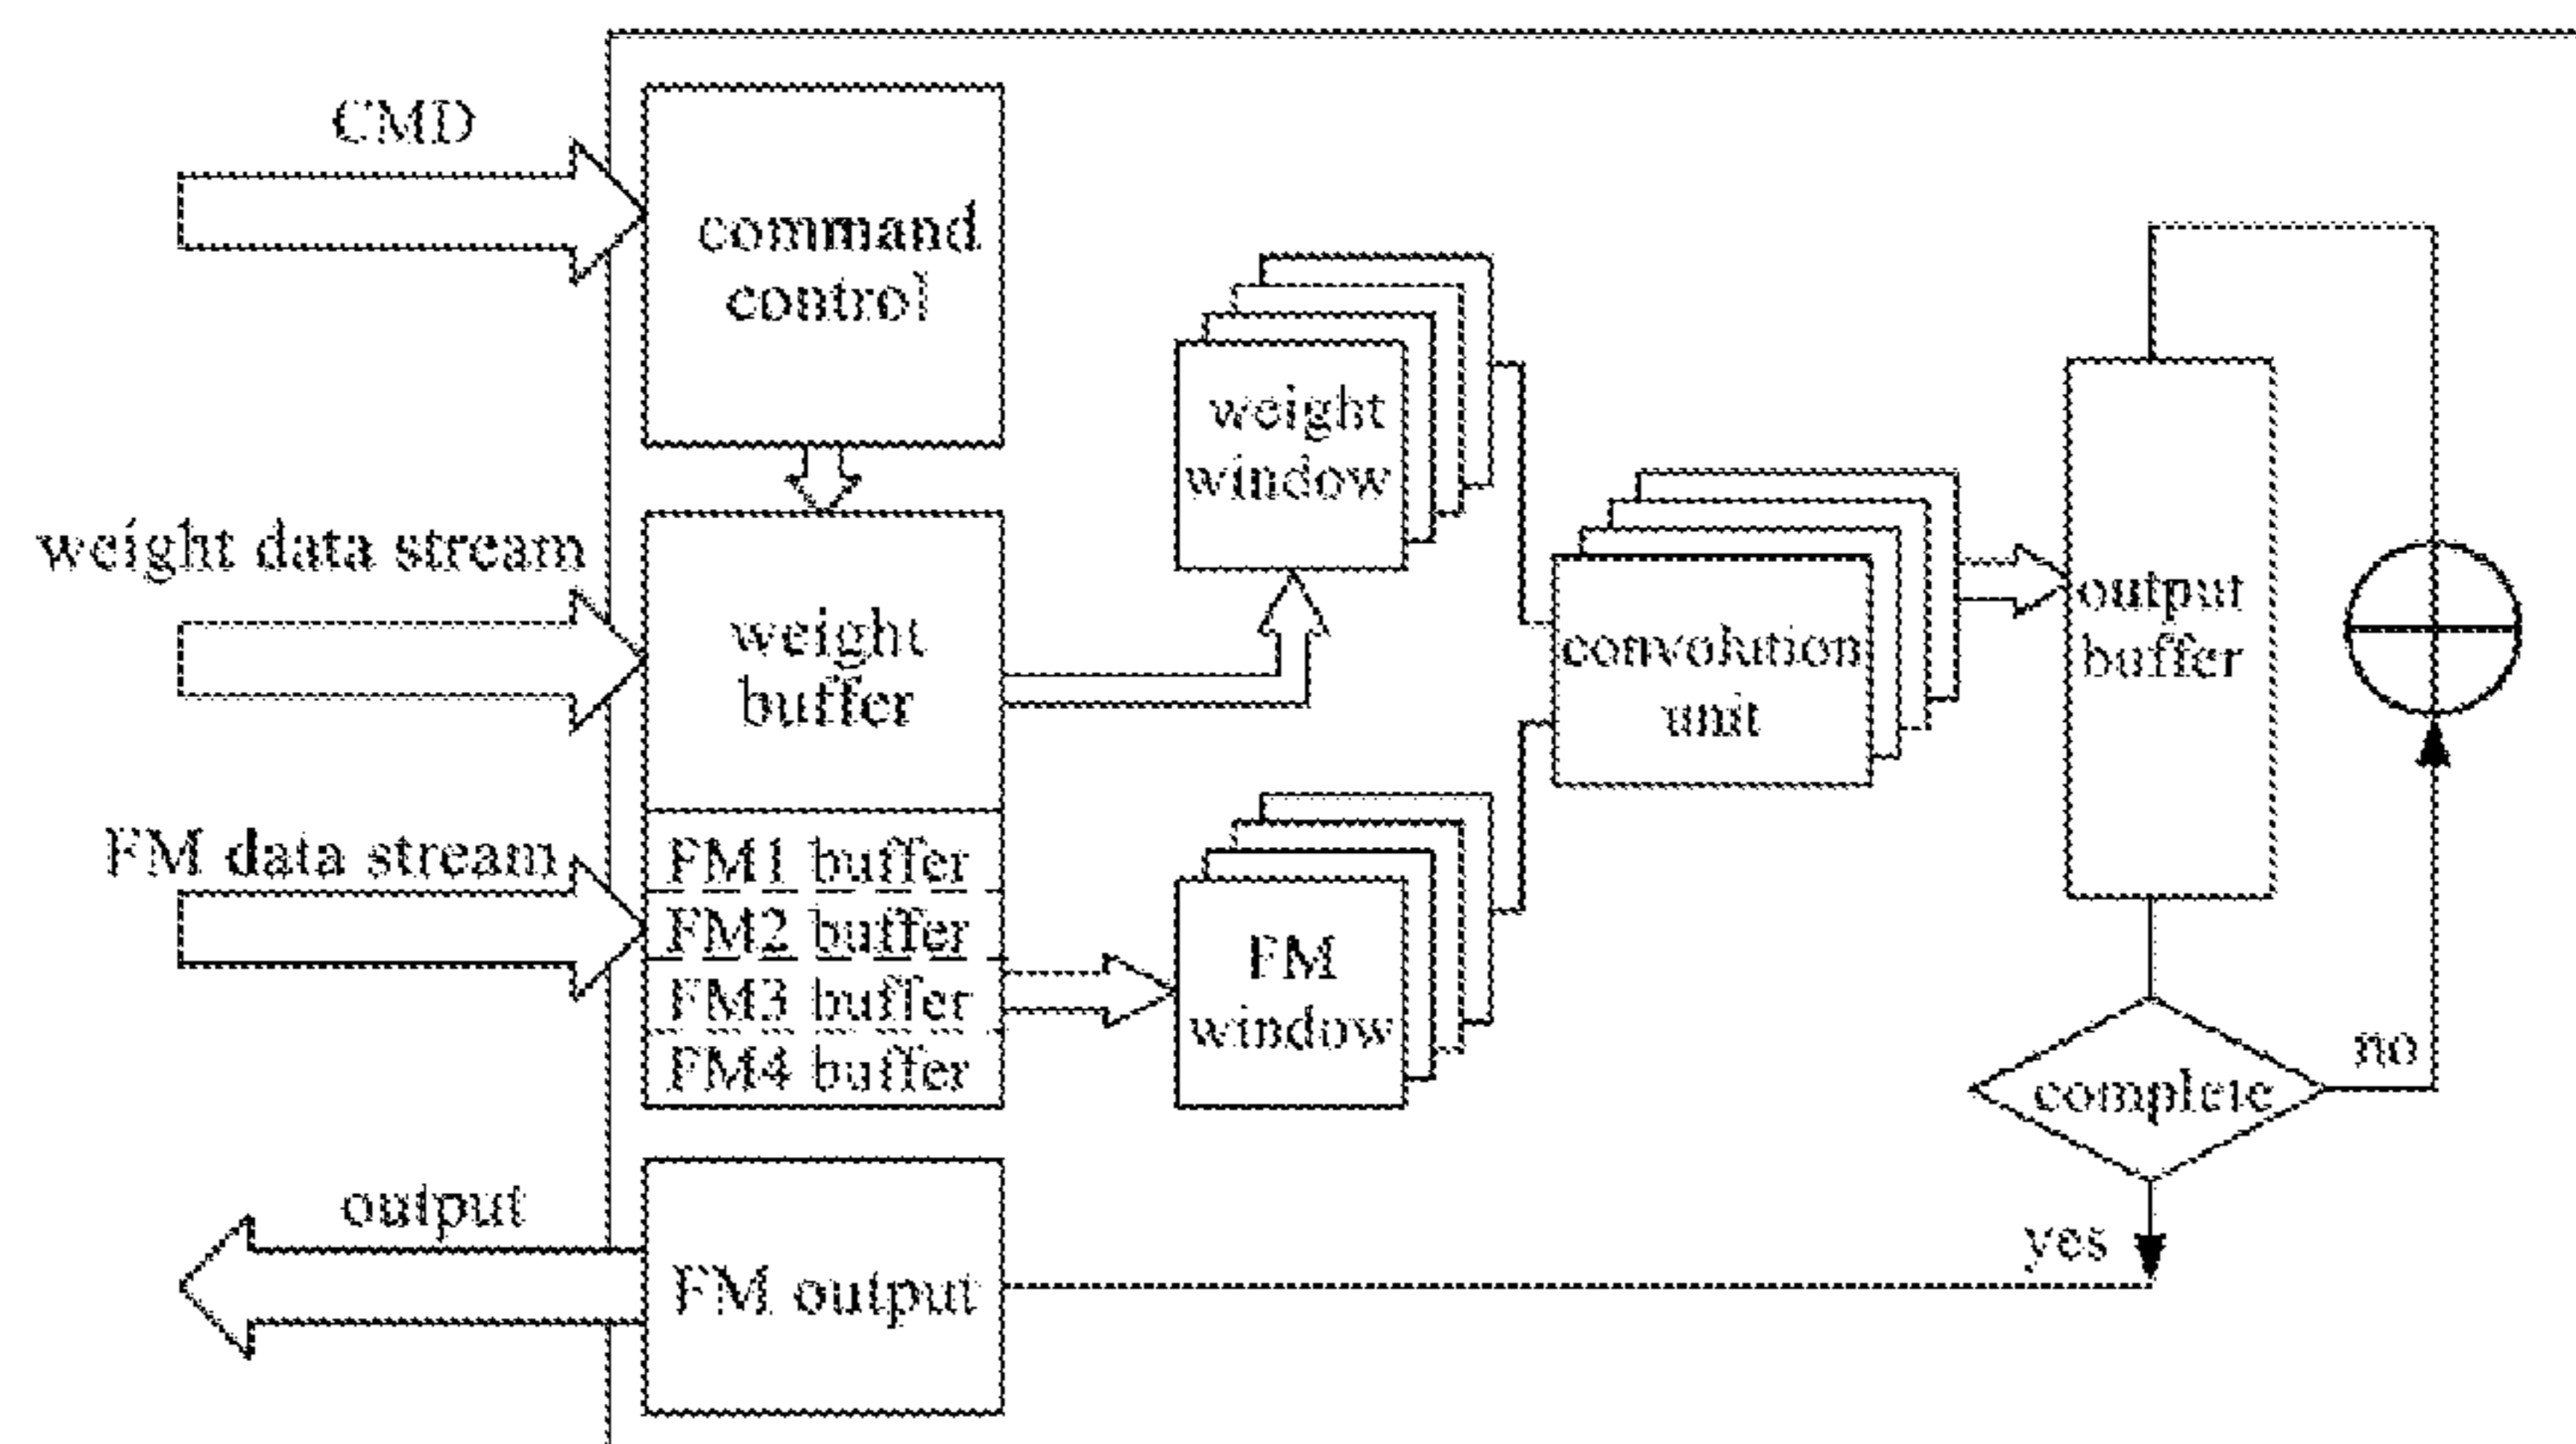 CMD
command
control
weight data stream
weight
buffer
FM data stream
FM1 buffer
FM2 buffer
FM3 buffer
FM4 buffer
output
FM output
weight
window
FM
window
convolution
unit
output
buffer
complete
no
yes